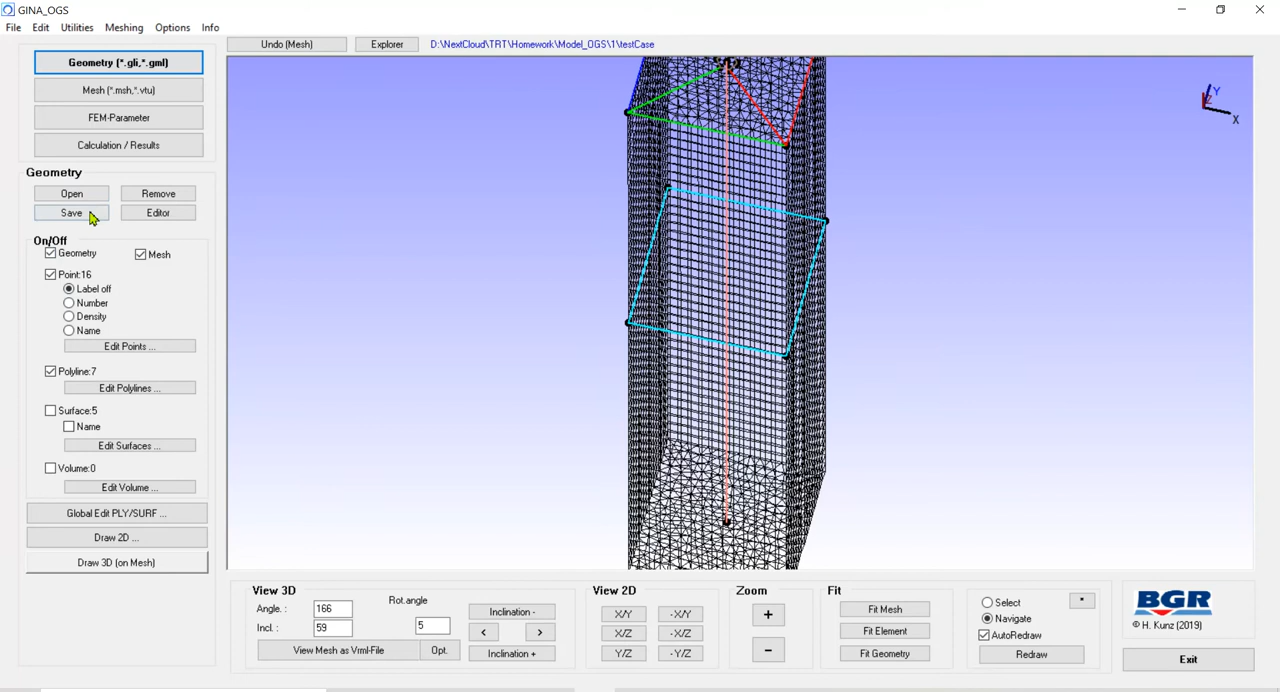 GINA_OGS
File Edit Utilities Meshing Options Info
Undo (Mesh) Explorer D:\NextCloud\TRT\Homework\Model_OGS\1\testCase
Geometry (*.gli,*.gml)
Mesh (*.msh,*.vtu)
FEM-Parameter
Calculation / Results
Geometry
Open Remove
Save Editor
On/Off
Geometry Mesh
Point:16
Label off
Number
Density
Name
Edit Points ...
Polyline:7
Edit Polylines ...
Surface:5
Name
Edit Surfaces ...
Volume:0
Edit Volume ...
Global Edit PLY/SURF ...
Draw 2D ...
Draw 3D (on Mesh)
Y
Z
X
View 3D
Angle. : 166
Incl. : 59
Rot.angle
5
Inclination -
< >
Inclination +
View Mesh as Vrml-File Opt.
View 2D
X/Y -X/Y
X/Z -X/Z
Y/Z -Y/Z
Zoom
+
-
Fit
Fit Mesh
Fit Element
Fit Geometry
Select
*
Navigate
AutoRedraw
Redraw
BGR
© H. Kunz (2019)
Exit